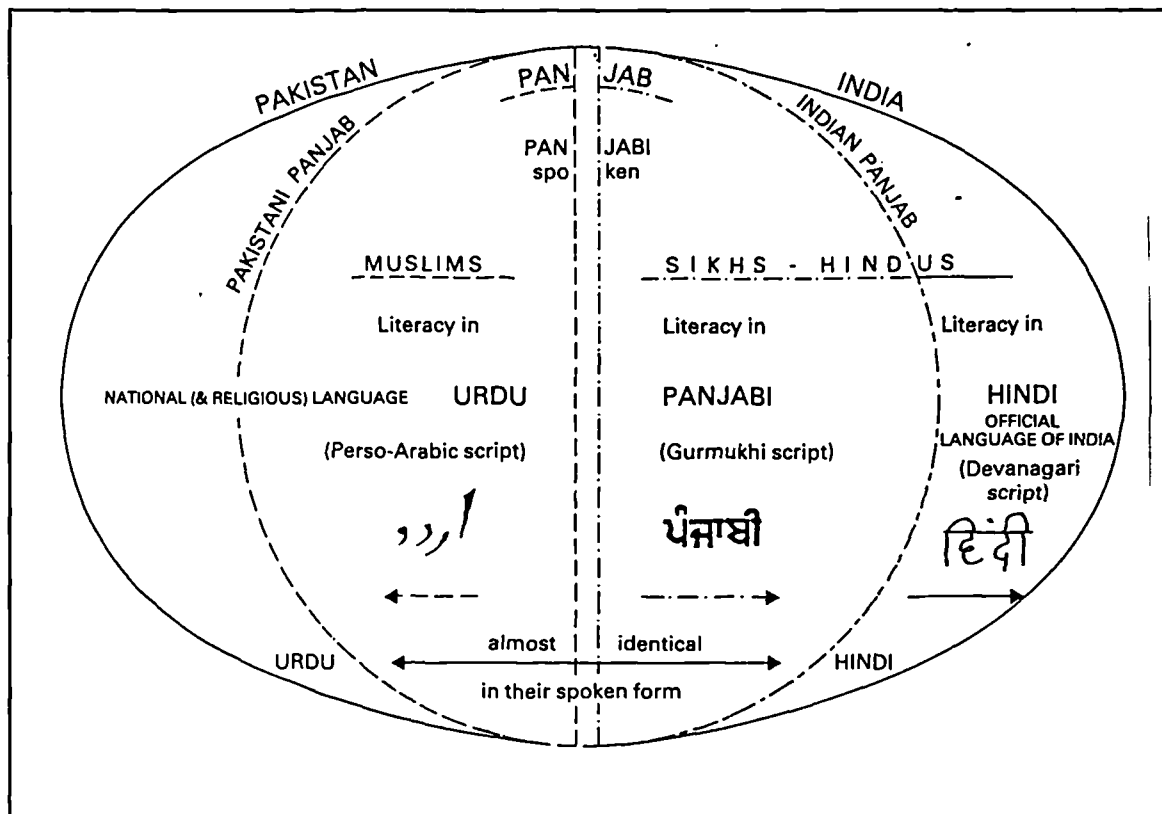 PAKISTAN
PAN JAB
INDIA
PAKISTANI PANJAB
INDIAN PANJAB
PAN JABI
spo ken
MUSLIMS
SIKHS - HINDUS
Literacy in
Literacy in
Literacy in
NATIONAL (& RELIGIOUS) LANGUAGE URDU
PANJABI
HINDI
OFFICIAL
LANGUAGE OF INDIA
(Perso-Arabic script)
(Gurmukhi script)
(Devanagari
script)
اردو
ਪੰਜਾਬੀ
हिंदी
almost identical
URDU
HINDI
in their spoken form